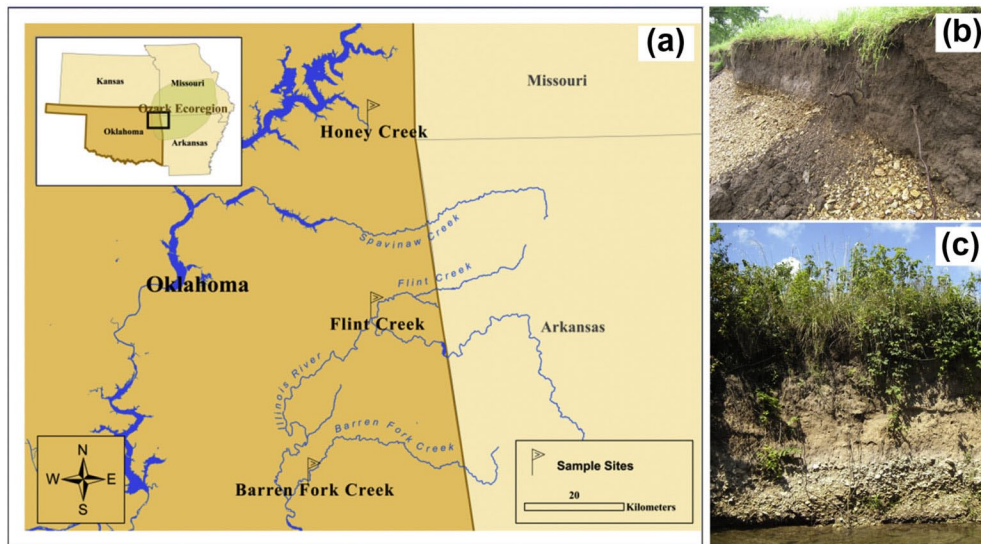 (a)
Kansas
Missouri
Ozark Ecoregion
Oklahoma
Arkansas
Missouri
Honey Creek
Spavinaw Creek
Oklahoma
Flint Creek
Flint Creek
Arkansas
Illinois River
Barren Fork Creek
Barren Fork Creek
N
W E
S
Sample Sites
20
Kilometers
(b)
(c)